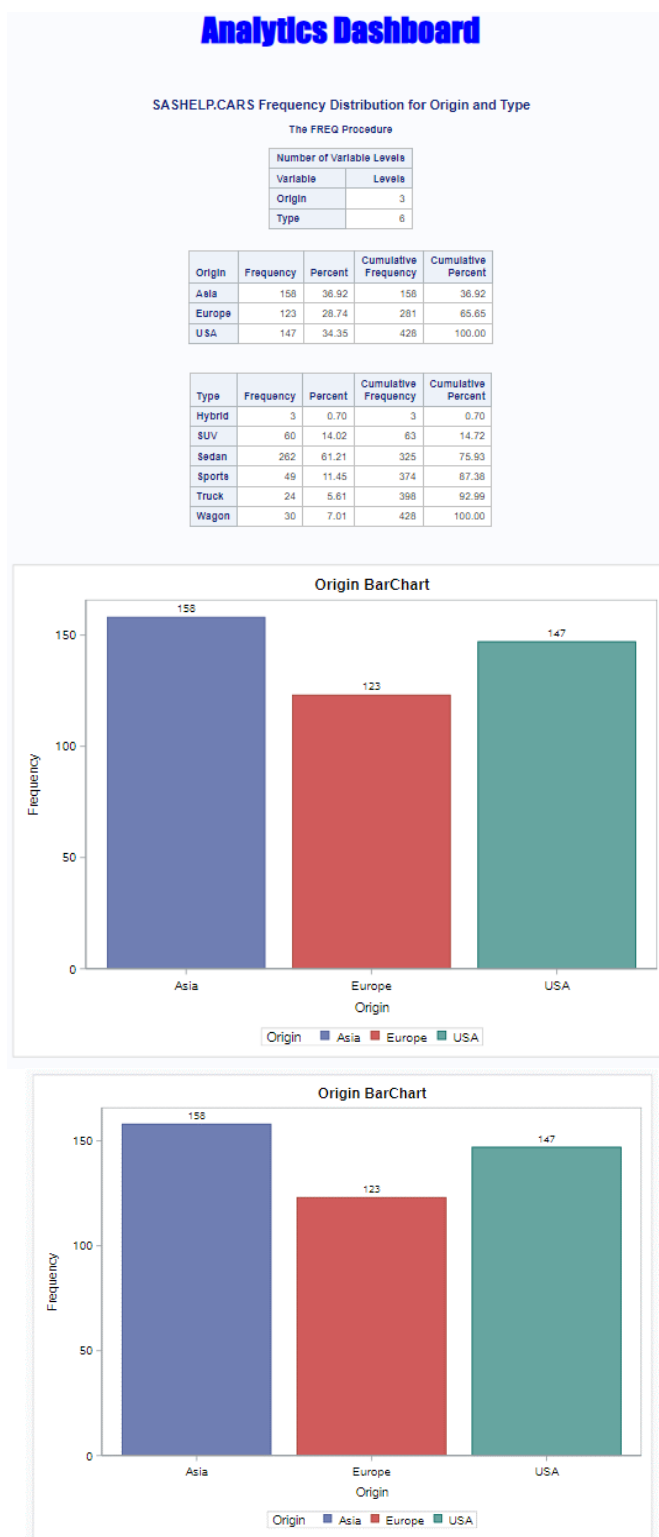 Analytics Dashboard
SASHELP.CARS Frequency Distribution for Origin and Type
The FREQ Procedure
Number of Variable Levels
Variable Levels
Origin 3
Type 6
Origin Frequency Percent Cumulative Frequency Cumulative Percent
Asia 158 36.92 158 36.92
Europe 123 28.74 281 65.65
USA 147 34.35 428 100.00
Type Frequency Percent Cumulative Frequency Cumulative Percent
Hybrid 3 0.70 3 0.70
SUV 60 14.02 63 14.72
Sedan 262 61.21 325 75.93
Sports 49 11.45 374 87.38
Truck 24 5.61 398 92.99
Wagon 30 7.01 428 100.00
Origin BarChart
158
150
147
123
100
Frequency
50
0
Asia Europe USA
Origin
Origin Asia Europe USA
Origin BarChart
158
150
147
123
100
Frequency
50
0
Asia Europe USA
Origin
Origin Asia Europe USA